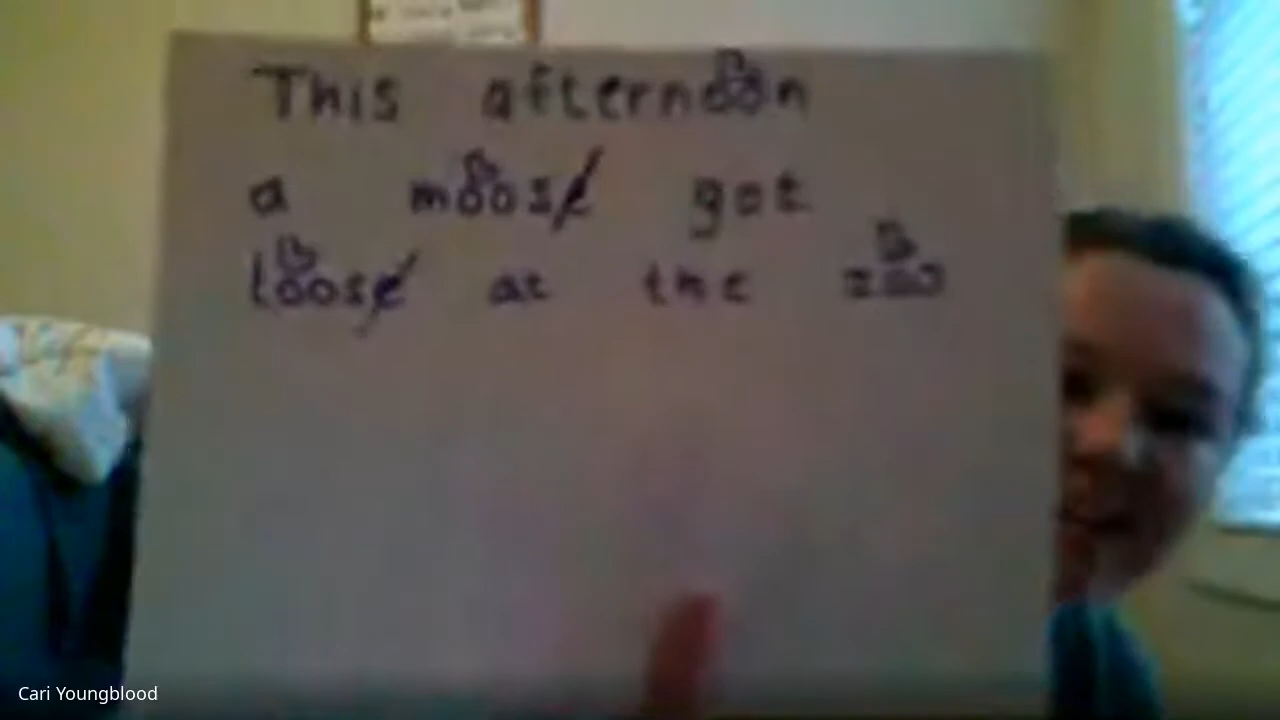 This afternoon
a moose got
loose at the zoo
Cari Youngblood